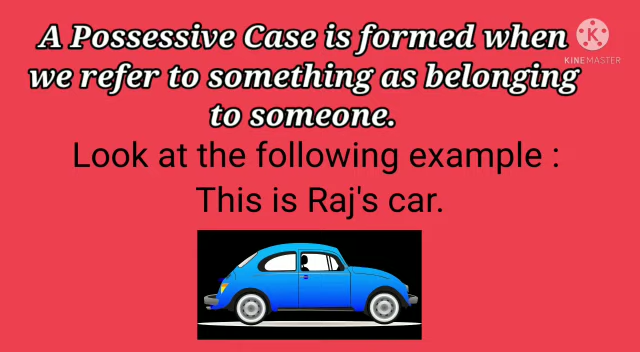 A Possessive Case is formed when
we refer to something as belonging
to someone.
Look at the following example :
This is Raj's car.
K
KINEMASTER